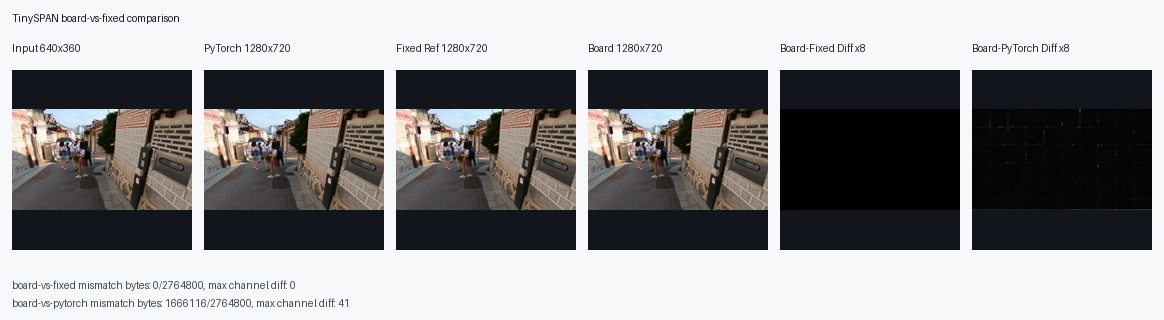 TinySPAN board-vs-fixed comparison
Input 640x360
PyTorch 1280x720
Fixed Ref 1280x720
Board 1280x720
Board-Fixed Diff x8
Board-PyTorch Diff x8
board-vs-fixed mismatch bytes: 0/2764800, max channel diff: 0
board-vs-pytorch mismatch bytes: 1666116/2764800, max channel diff: 41